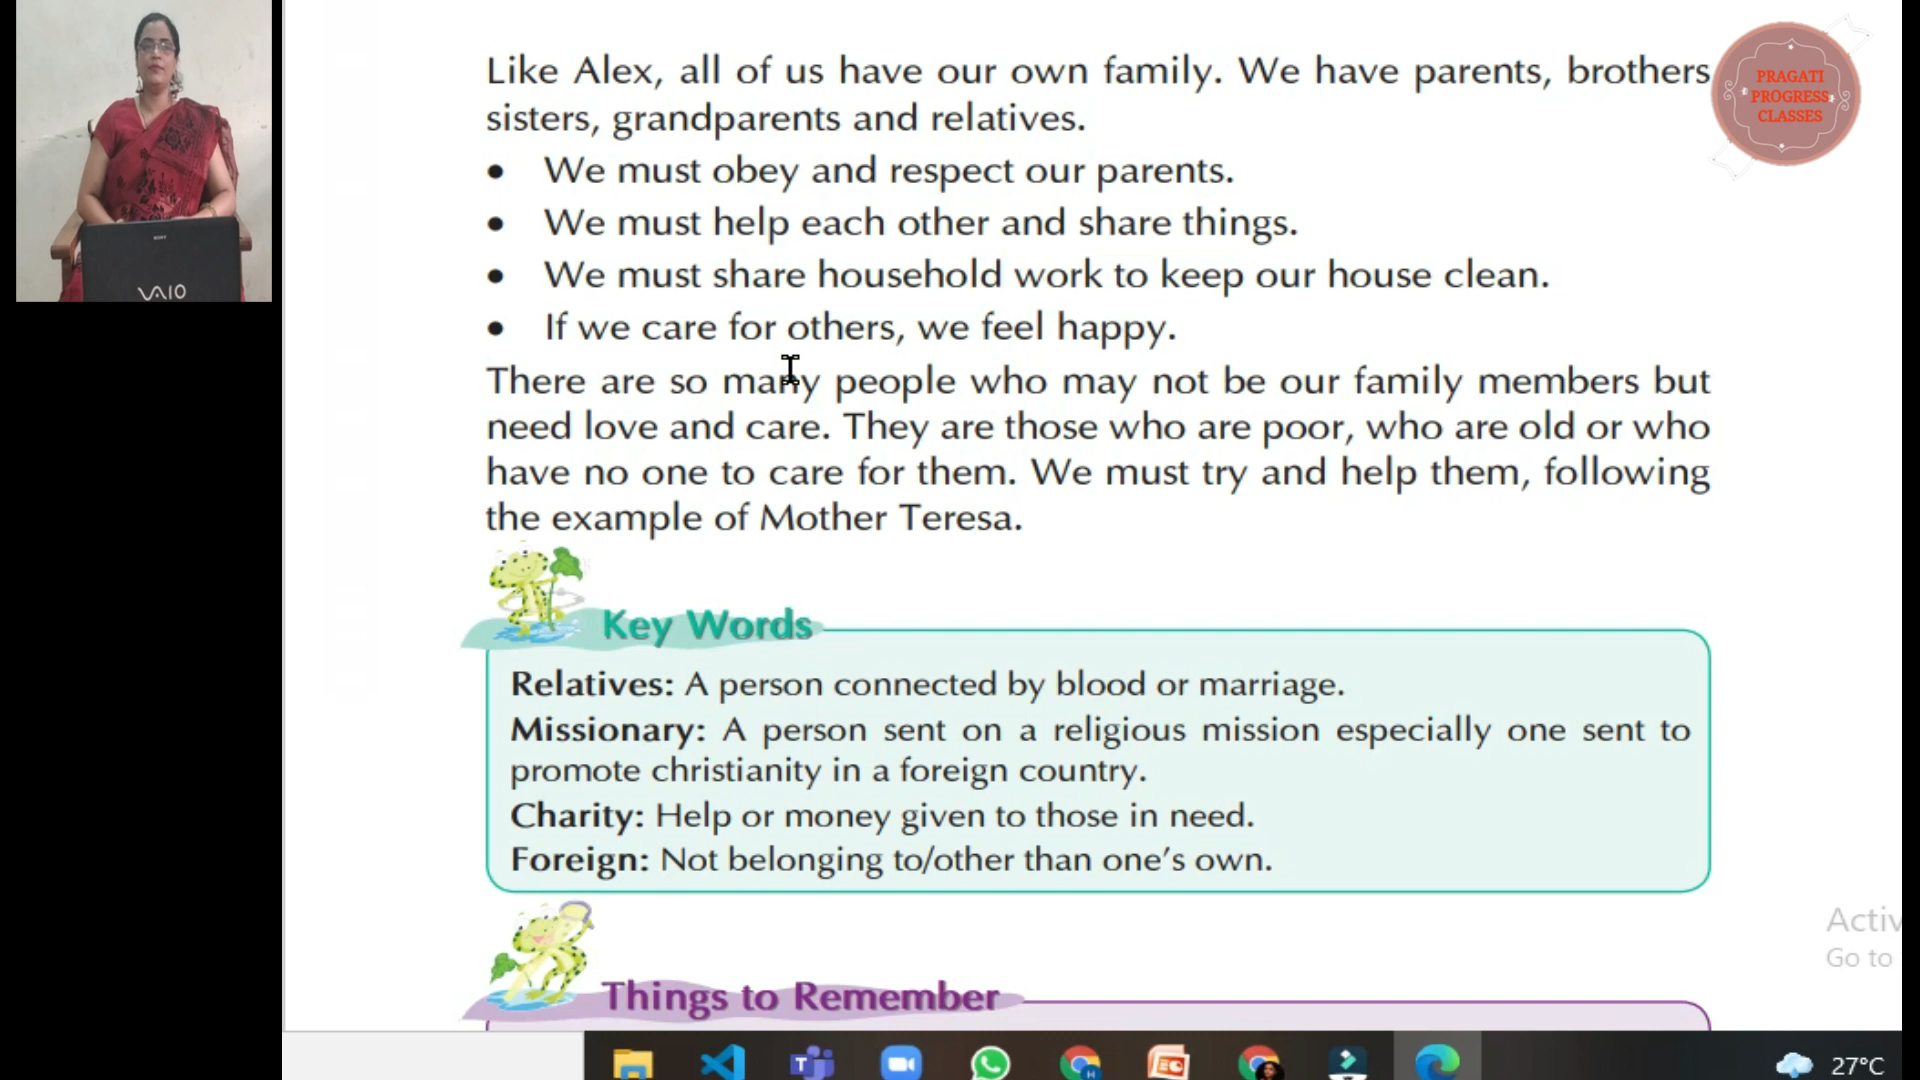 Like Alex, all of us have our own family. We have parents, brothers
sisters, grandparents and relatives.
• We must obey and respect our parents.
• We must help each other and share things.
• We must share household work to keep our house clean.
• If we care for others, we feel happy.
There are so many people who may not be our family members but
need love and care. They are those who are poor, who are old or who
have no one to care for them. We must try and help them, following
the example of Mother Teresa.
Key Words
Relatives: A person connected by blood or marriage.
Missionary: A person sent on a religious mission especially one sent to
promote christianity in a foreign country.
Charity: Help or money given to those in need.
Foreign: Not belonging to/other than one's own.
Things to Remember
PRAGATI
PROGRESS
CLASSES
SONY
VAIO
Activ
Go to
27°C